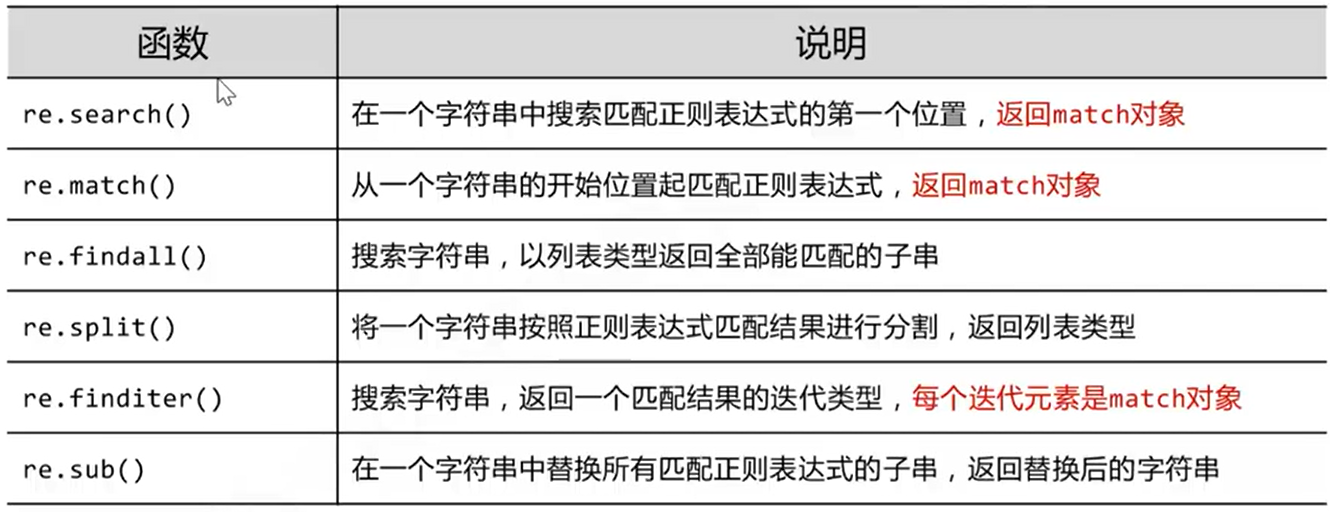 函数 说明
re.search() 在一个字符串中搜索匹配正则表达式的第一个位置，返回match对象
re.match() 从一个字符串的开始位置起匹配正则表达式，返回match对象
re.findall() 搜索字符串，以列表类型返回全部能匹配的子串
re.split() 将一个字符串按照正则表达式匹配结果进行分割，返回列表类型
re.finditer() 搜索字符串，返回一个匹配结果的迭代类型，每个迭代元素是match对象
re.sub() 在一个字符串中替换所有匹配正则表达式的子串，返回替换后的字符串